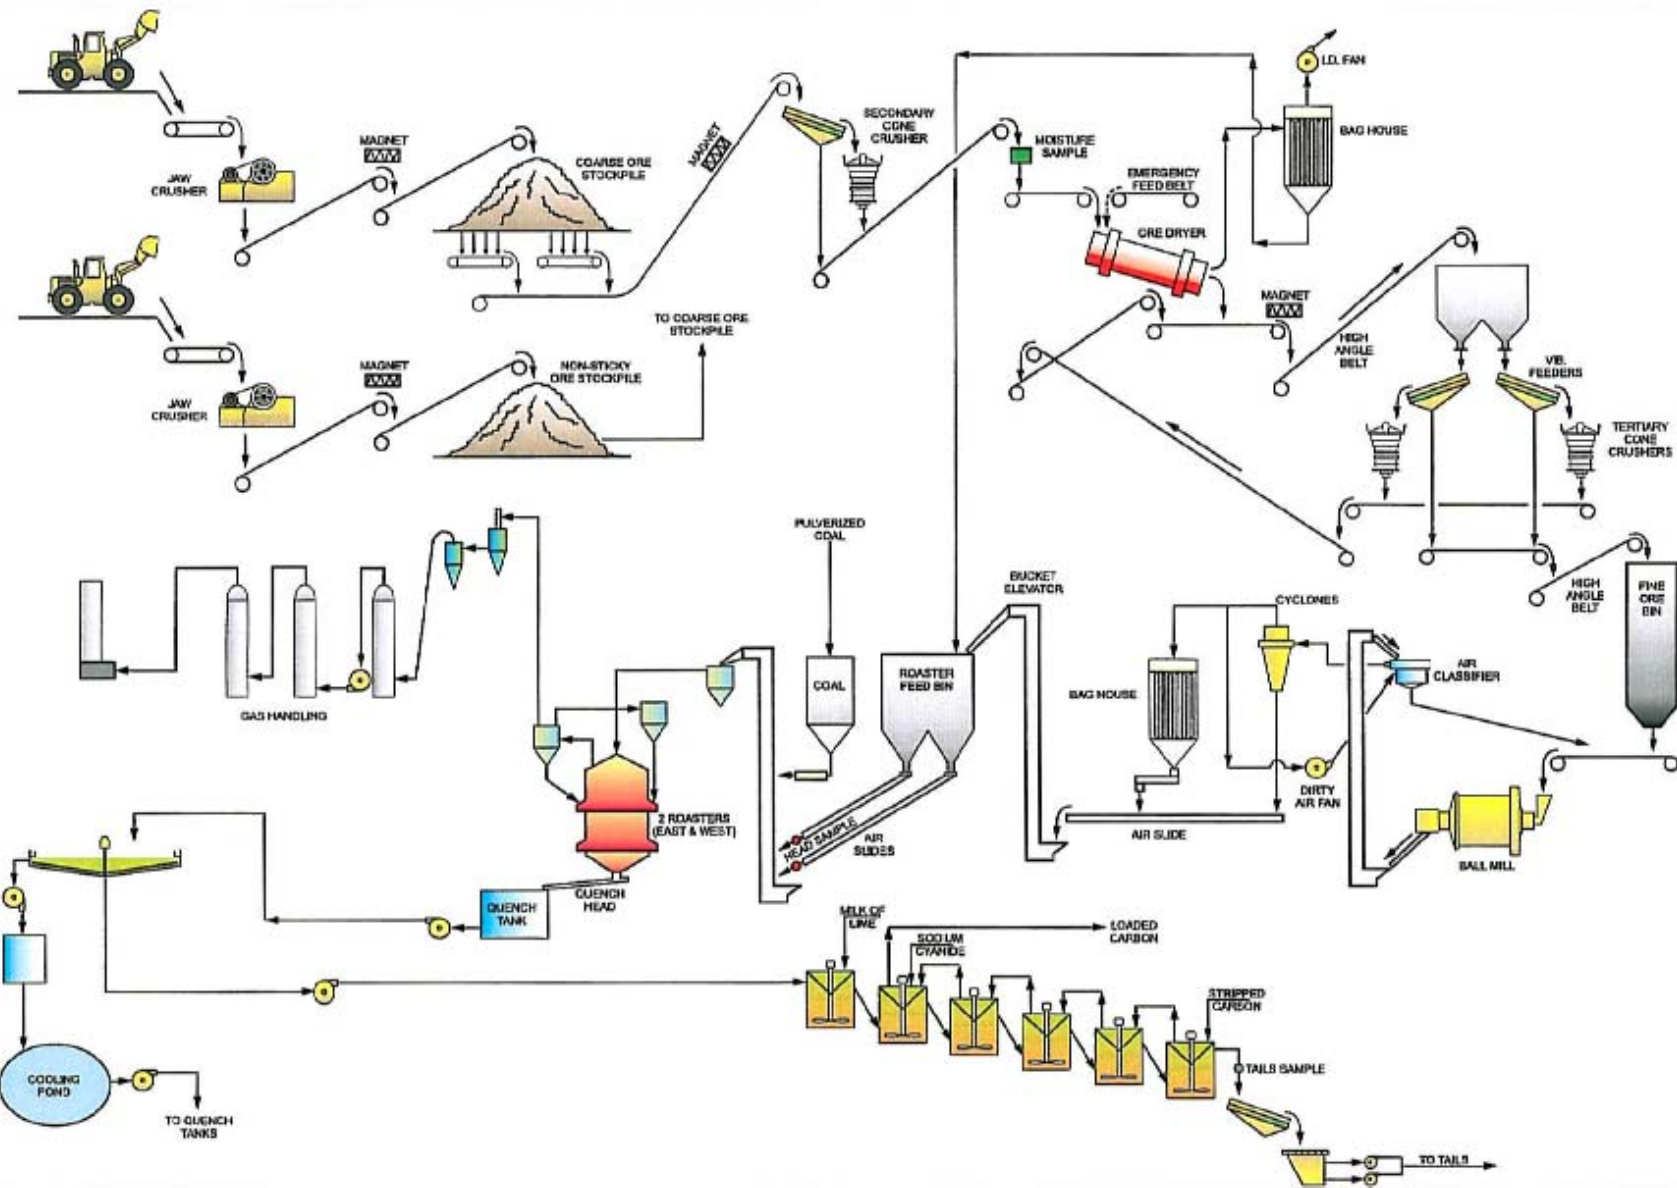 I.D. FAN
SECONDARY
CONE
CRUSHER
MAGNET
BAG HOUSE
MOISTURE
SAMPLE
MAGNET
COARSE ORE
STOCKPILE
JAW
CRUSHER
EMERGENCY
FEED BELT
ORE DRYER
MAGNET
TO COARSE ORE
STOCKPILE
HIGH
ANGLE
BELT
VIB.
FEEDERS
MAGNET
NON-STICKY
ORE STOCKPILE
JAW
CRUSHER
TERTIARY
CONE
CRUSHERS
PULVERIZED
COAL
BUCKET
ELEVATOR
HIGH
ANGLE
BELT
FINE
ORE
BIN
CYCLONES
COAL
ROASTER
FEED BIN
BAG HOUSE
AIR
CLASSIFIER
GAS HANDLING
DIRTY
AIR FAN
2 ROASTERS
(EAST & WEST)
HEAD SAMPLE
AIR
SLIDES
AIR SLIDE
BALL MILL
QUENCH
TANK
QUENCH
HEAD
MILK OF
LIME
LOADED
CARBON
SODIUM
CYANIDE
STRIPPED
CARBON
TAILS SAMPLE
COOLING
POND
TO QUENCH
TANKS
TO TAILS